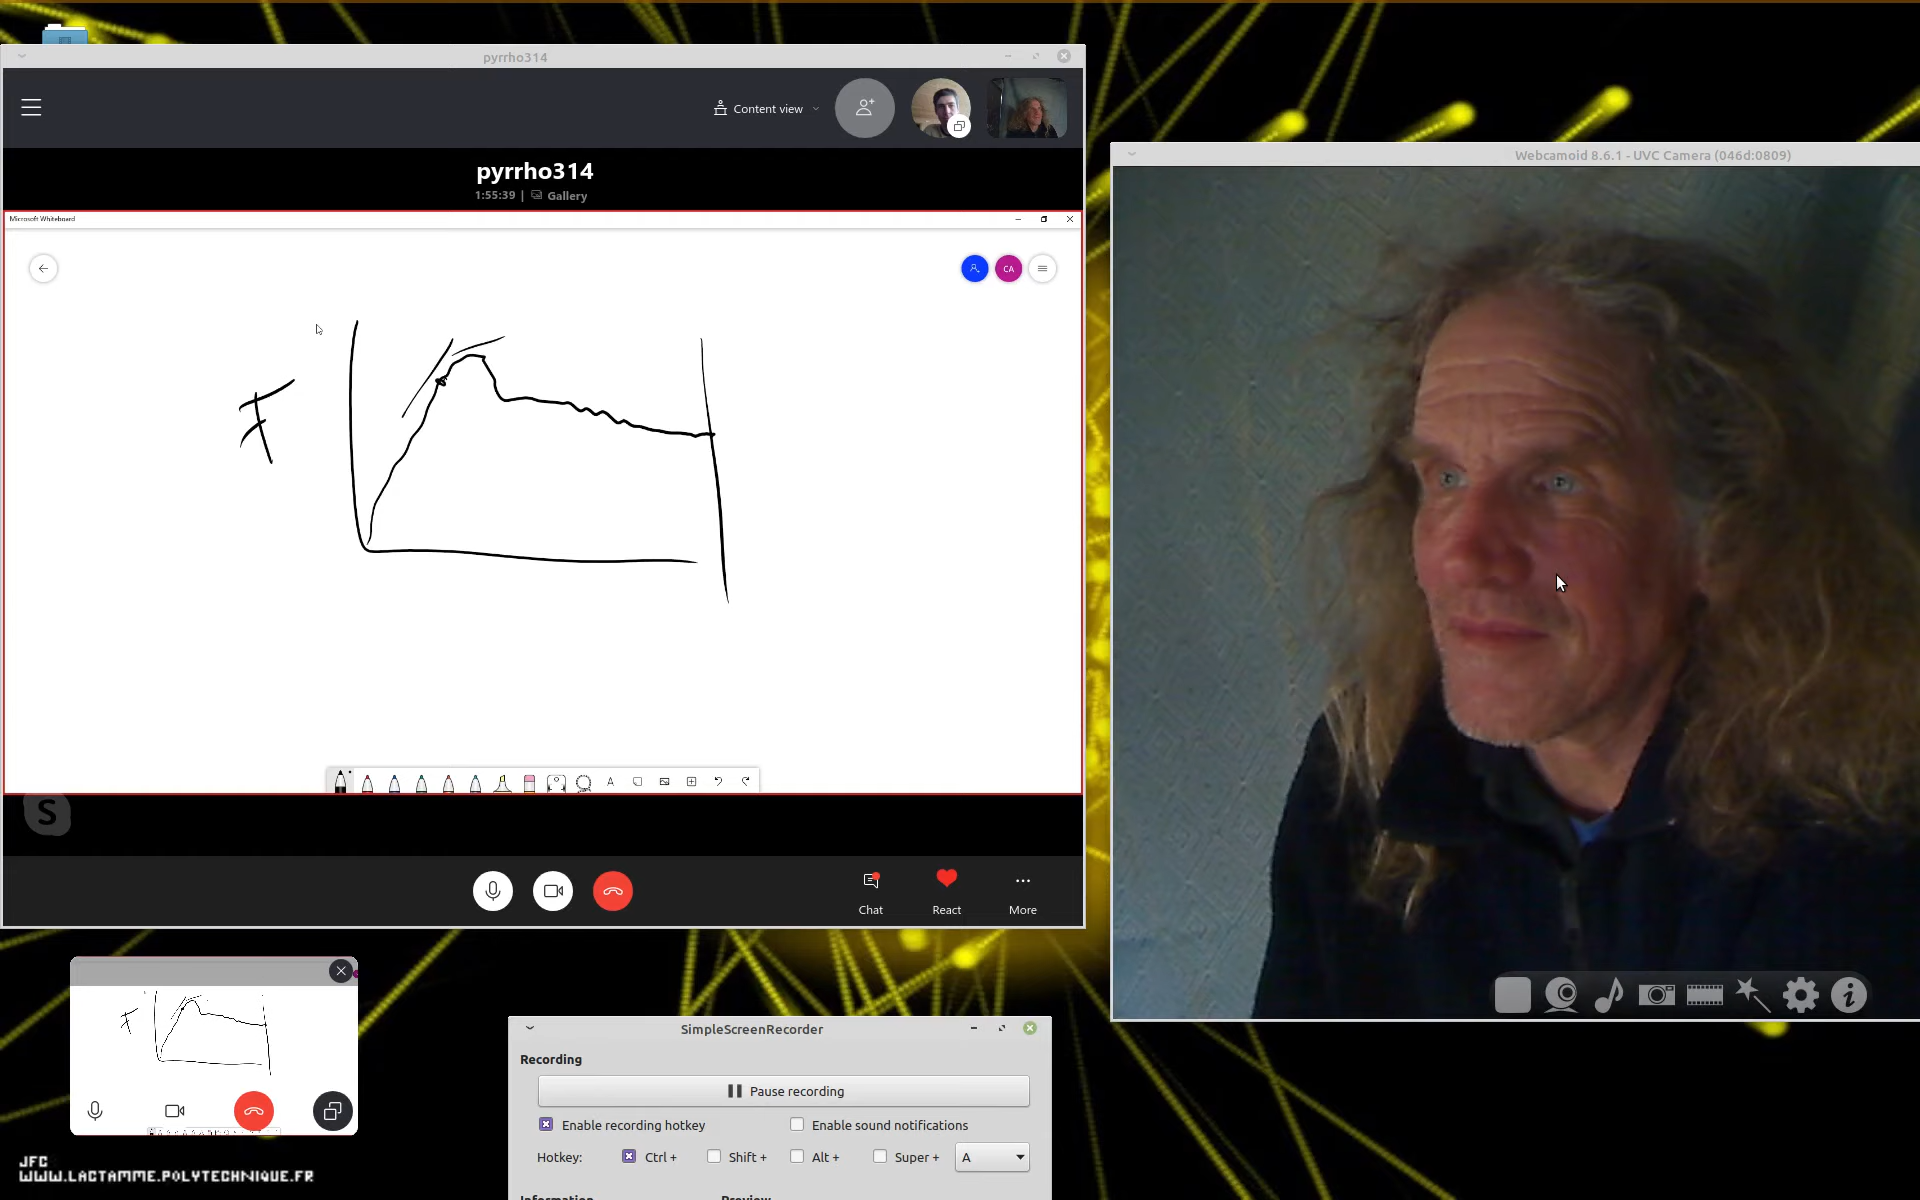 pyrrho314
Content view
pyrrho314
1:55:39 | Gallery
Microsoft Whiteboard
CA
F
A
S
Chat
React
More
Webcamoid 8.6.1 - UVC Camera (046d:0809)
F
SimpleScreenRecorder
Recording
Pause recording
Enable recording hotkey
Enable sound notifications
Hotkey:
Ctrl +
Shift +
Alt +
Super +
A
Information
Preview
JFC
WWW.LACTAMME.POLYTECHNIQUE.FR